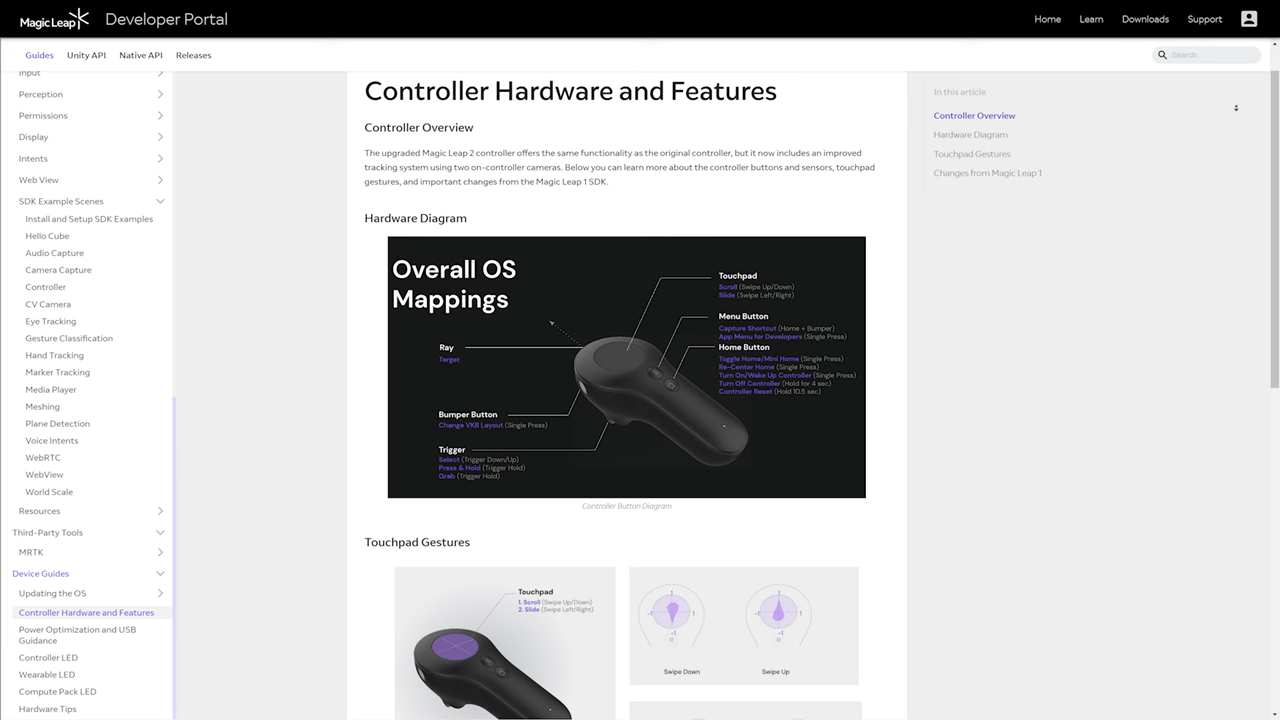 Magic Leap Developer Portal
Home Learn Downloads Support
Guides Unity API Native API Releases
Search
Input
Perception
Permissions
Display
Intents
Web View
SDK Example Scenes
Install and Setup SDK Examples
Hello Cube
Audio Capture
Camera Capture
Controller
CV Camera
Eye Tracking
Gesture Classification
Hand Tracking
Marker Tracking
Media Player
Meshing
Plane Detection
Voice Intents
WebRTC
WebView
World Scale
Resources
Third-Party Tools
MRTK
Device Guides
Updating the OS
Controller Hardware and Features
Power Optimization and USB
Guidance
Controller LED
Wearable LED
Compute Pack LED
Hardware Tips
Controller Hardware and Features
Controller Overview
The upgraded Magic Leap 2 controller offers the same functionality as the original controller, but it now includes an improved
tracking system using two on-controller cameras. Below you can learn more about the controller buttons and sensors, touchpad
gestures, and important changes from the Magic Leap 1 SDK.
Hardware Diagram
Overall OS
Mappings
Ray
Target
Bumper Button
Change VKB Layout (Single Press)
Trigger
Select (Trigger Down/Up)
Press & Hold (Trigger Hold)
Grab (Trigger Hold)
Touchpad
Scroll (Swipe Up/Down)
Slide (Swipe Left/Right)
Menu Button
Capture Shortcut (Home + Bumper)
App Menu for Developers (Single Press)
Home Button
Toggle Home/Mini Home (Single Press)
Re-Center Home (Single Press)
Turn On/Wake Up Controller (Single Press)
Turn Off Controller (Hold for 4 sec)
Controller Reset (Hold 10.5 sec)
Controller Button Diagram
Touchpad Gestures
Touchpad
1. Scroll (Swipe Up/Down)
2. Slide (Swipe Left/Right)
1
-1 1
-1
Swipe Down
1
-1 1
-1
Swipe Up
In this article
Controller Overview
Hardware Diagram
Touchpad Gestures
Changes from Magic Leap 1